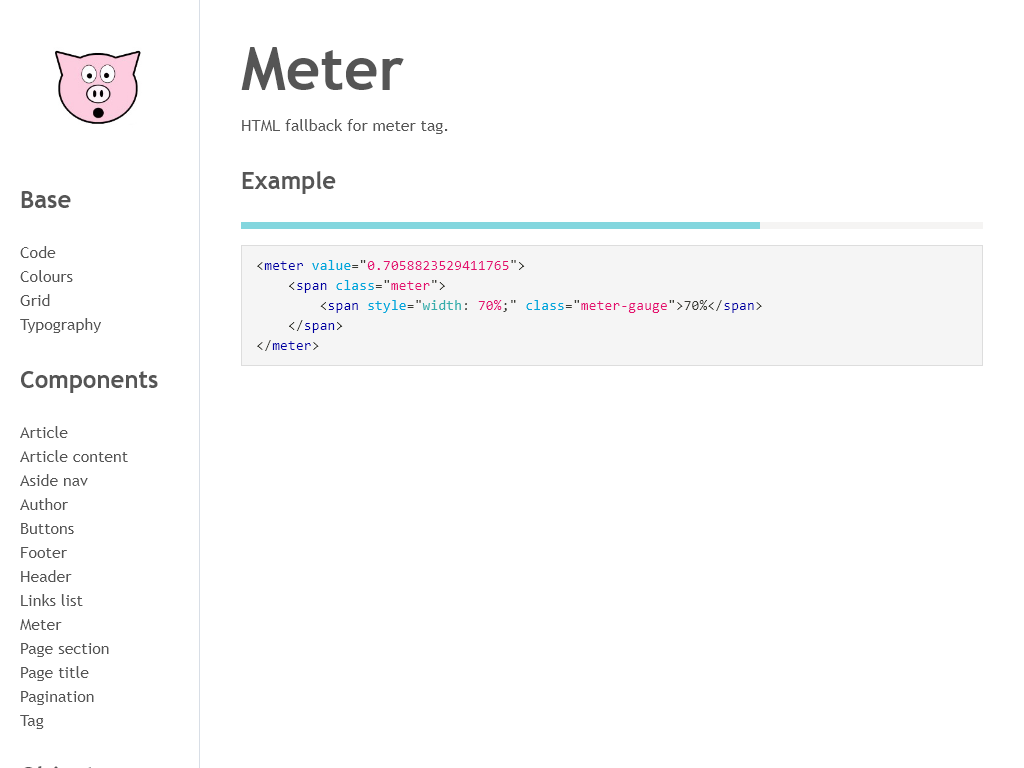 Base
Code
Colours
Grid
Typography
Components
Article
Article content
Aside nav
Author
Buttons
Footer
Header
Links list
Meter
Page section
Page title
Pagination
Tag
Meter
HTML fallback for meter tag.
Example
<meter value="0.7058823529411765">
    <span class="meter">
        <span style="width: 70%;" class="meter-gauge">70%</span>
    </span>
</meter>